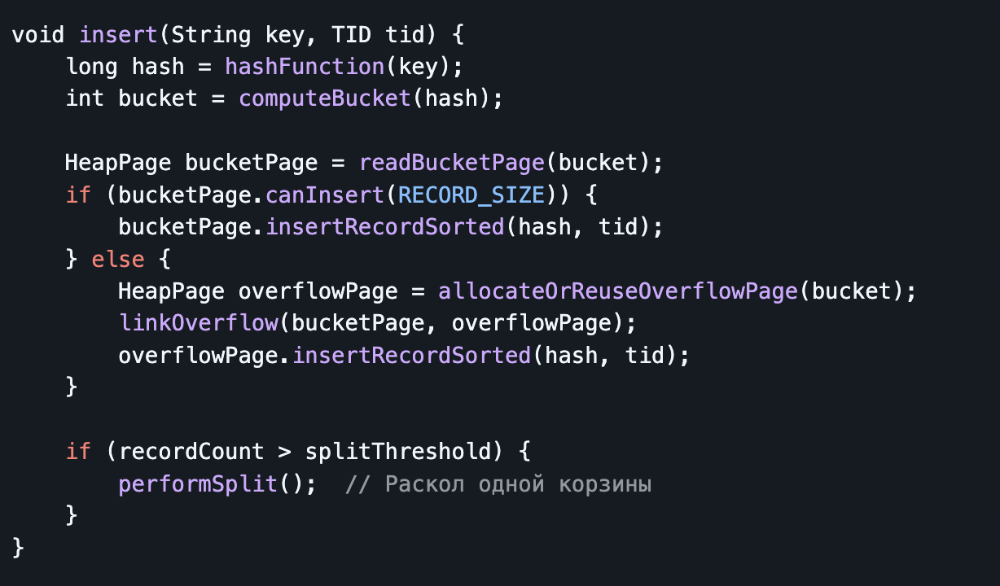 void insert(String key, TID tid) {
    long hash = hashFunction(key);
    int bucket = computeBucket(hash);

    HeapPage bucketPage = readBucketPage(bucket);
    if (bucketPage.canInsert(RECORD_SIZE)) {
        bucketPage.insertRecordSorted(hash, tid);
    } else {
        HeapPage overflowPage = allocateOrReuseOverflowPage(bucket);
        linkOverflow(bucketPage, overflowPage);
        overflowPage.insertRecordSorted(hash, tid);
    }

    if (recordCount > splitThreshold) {
        performSplit();  // Раскол одной корзины
    }
}